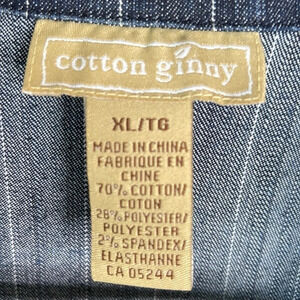 cotton ginny
XL/TG
MADE IN CHINA
FABRIQUE EN
CHINE
70% COTTON/
COTON
28% POLYESTER/
POLYESTER
2% SPANDEX/
ELASTHANNE
CA 05244